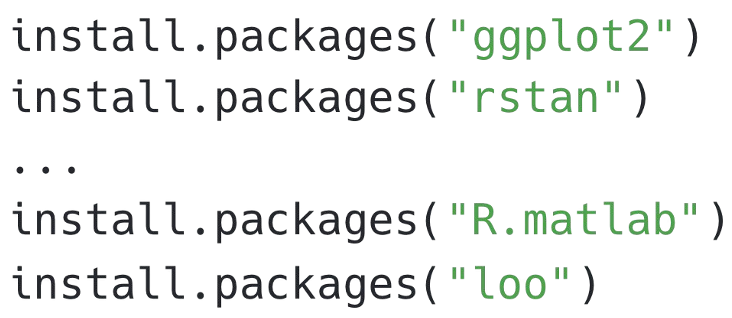 install.packages("ggplot2")
install.packages("rstan")
...
install.packages("R.matlab")
install.packages("loo")